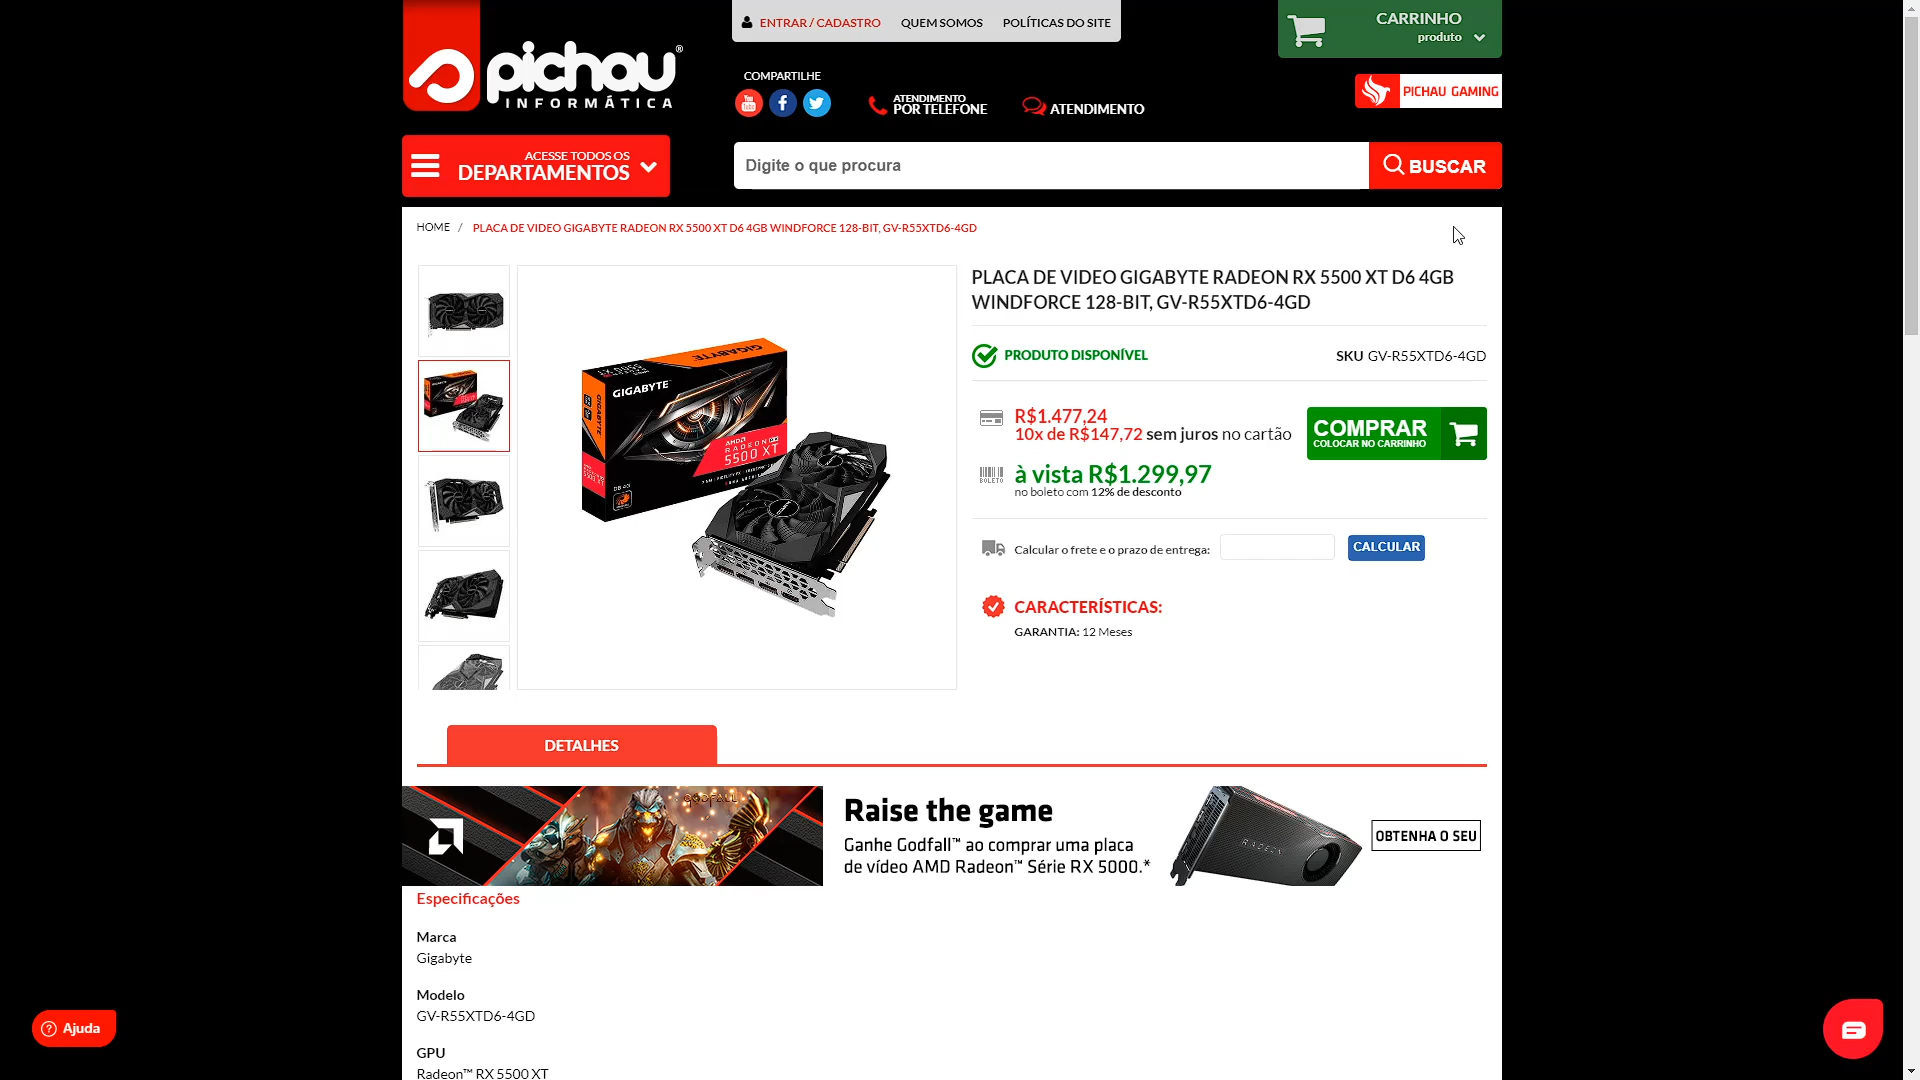 pichau®
INFORMÁTICA
ENTRAR / CADASTRO
QUEM SOMOS
POLÍTICAS DO SITE
CARRINHO
produto
COMPARTILHE
You Tube
ATENDIMENTO
POR TELEFONE
ATENDIMENTO
PICHAU GAMING
ACESSE TODOS OS
DEPARTAMENTOS
Digite o que procura
BUSCAR
HOME / PLACA DE VIDEO GIGABYTE RADEON RX 5500 XT D6 4GB WINDFORCE 128-BIT, GV-R55XTD6-4GD
PLACA DE VIDEO GIGABYTE RADEON RX 5500 XT D6 4GB
WINDFORCE 128-BIT, GV-R55XTD6-4GD
GIGABYTE
GIGABYTE
GIGABYTE
AMD
RADEON RX
5500 XT
PRODUTO DISPONÍVEL
SKU GV-R55XTD6-4GD
R$1.477,24
10x de R$147,72 sem juros no cartão
COMPRAR
COLOCAR NO CARRINHO
BOLETO
à vista R$1.299,97
no boleto com 12% de desconto
Calcular o frete e o prazo de entrega:
CALCULAR
CARACTERÍSTICAS:
GARANTIA: 12 Meses
DETALHES
GODFALL
Raise the game
Ganhe Godfall™ ao comprar uma placa
de vídeo AMD Radeon™ Série RX 5000.*
RADEON
OBTENHA O SEU
Especificações
Marca
Gigabyte
Modelo
GV-R55XTD6-4GD
GPU
Radeon™ RX 5500 XT
Ajuda